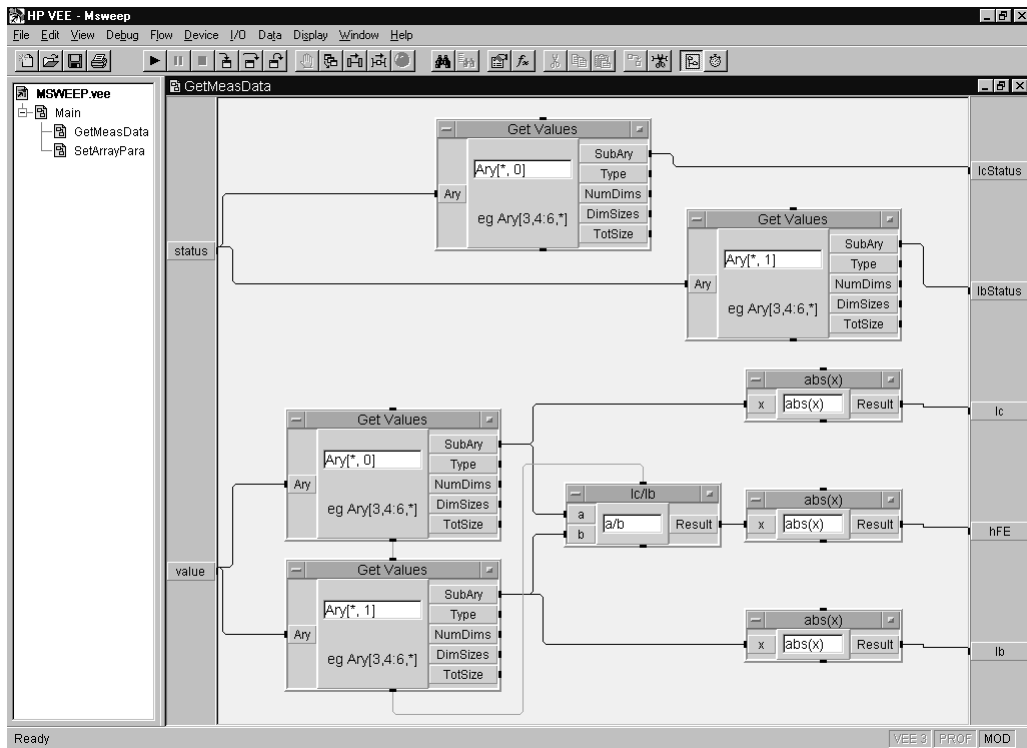 HP VEE - Msweep
File Edit View Debug Flow Device I/O Data Display Window Help
MSWEEP.vee
Main
GetMeasData
SetArrayPara
GetMeasData
status
value
Get Values
Ary
Ary[*, 0]
eg Ary[3,4:6,*]
SubAry
Type
NumDims
DimSizes
TotSize
Get Values
Ary
Ary[*, 1]
eg Ary[3,4:6,*]
SubAry
Type
NumDims
DimSizes
TotSize
IcStatus
IbStatus
Get Values
Ary
Ary[*, 0]
eg Ary[3,4:6,*]
SubAry
Type
NumDims
DimSizes
TotSize
Get Values
Ary
Ary[*, 1]
eg Ary[3,4:6,*]
SubAry
Type
NumDims
DimSizes
TotSize
Ic/Ib
a
b
a/b
Result
abs(x)
x abs(x) Result
Ic
abs(x)
x abs(x) Result
hFE
abs(x)
x abs(x) Result
Ib
Ready
VEE 3 PROF MOD